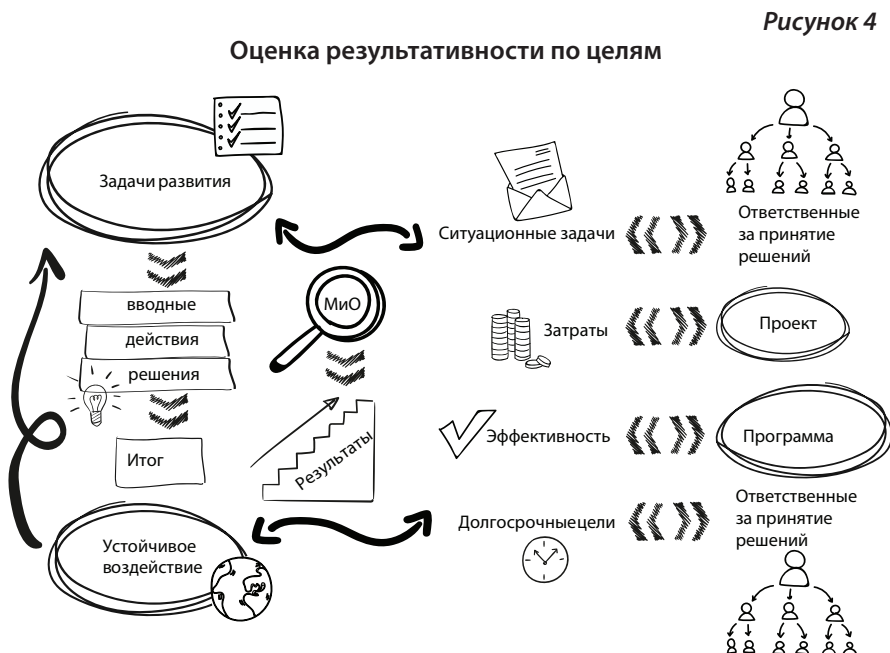 Рисунок 4
Оценка результативности по целям
Задачи развития
вводные
действия
решения
Итог
Устойчивое
воздействие
МиО
Результаты
Ситуационные задачи
Ответственные
за принятие
решений
Затраты
Проект
Эффективность
Программа
Долгосрочныецели
Ответственные
за принятие
решений